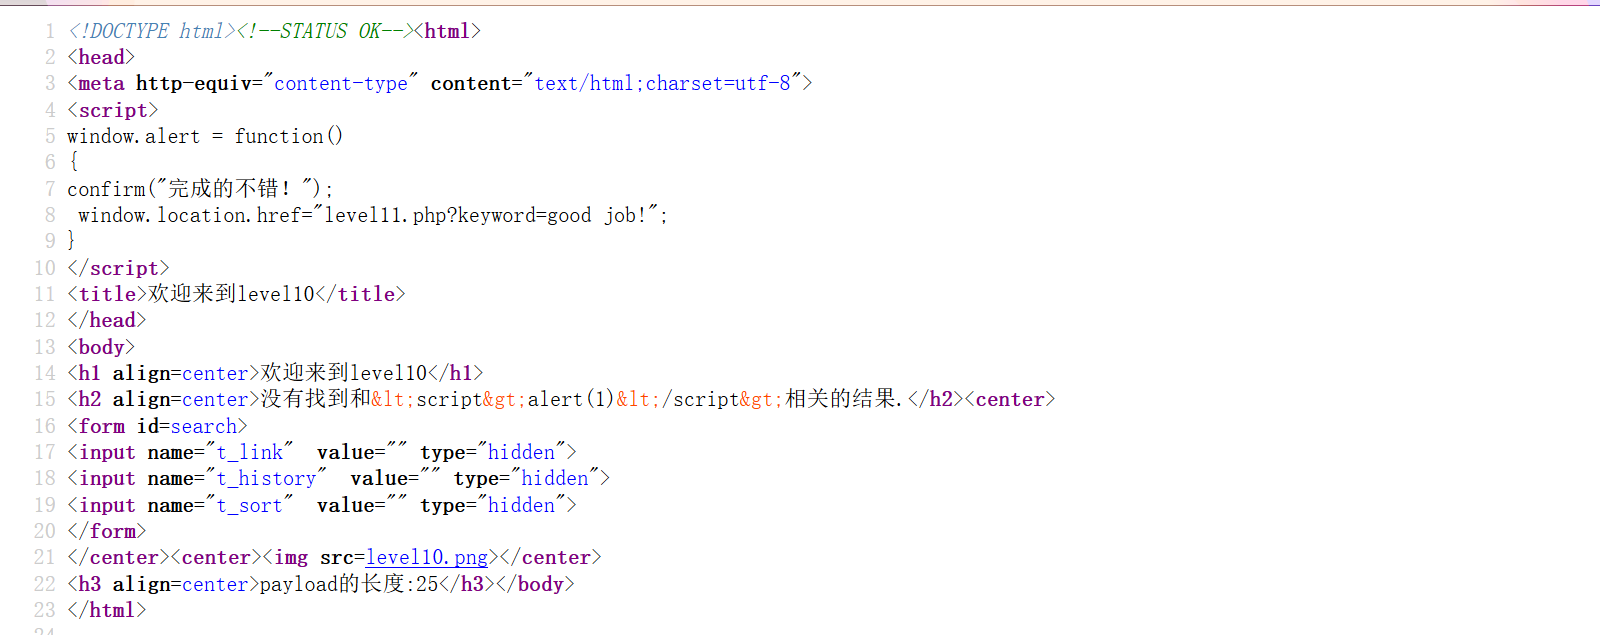 1 <!DOCTYPE html><!--STATUS OK--><html>
2 <head>
3 <meta http-equiv="content-type" content="text/html;charset=utf-8">
4 <script>
5 window.alert = function()
6 {
7 confirm("完成的不错！");
8  window.location.href="level11.php?keyword=good job!";
9 }
10 </script>
11 <title>欢迎来到level10</title>
12 </head>
13 <body>
14 <h1 align=center>欢迎来到level10</h1>
15 <h2 align=center>没有找到和&lt;script&gt;alert(1)&lt;/script&gt;相关的结果.</h2><center>
16 <form id=search>
17 <input name="t_link"  value="" type="hidden">
18 <input name="t_history"  value="" type="hidden">
19 <input name="t_sort"  value="" type="hidden">
20 </form>
21 </center><center><img src=level10.png></center>
22 <h3 align=center>payload的长度:25</h3></body>
23 </html>
24